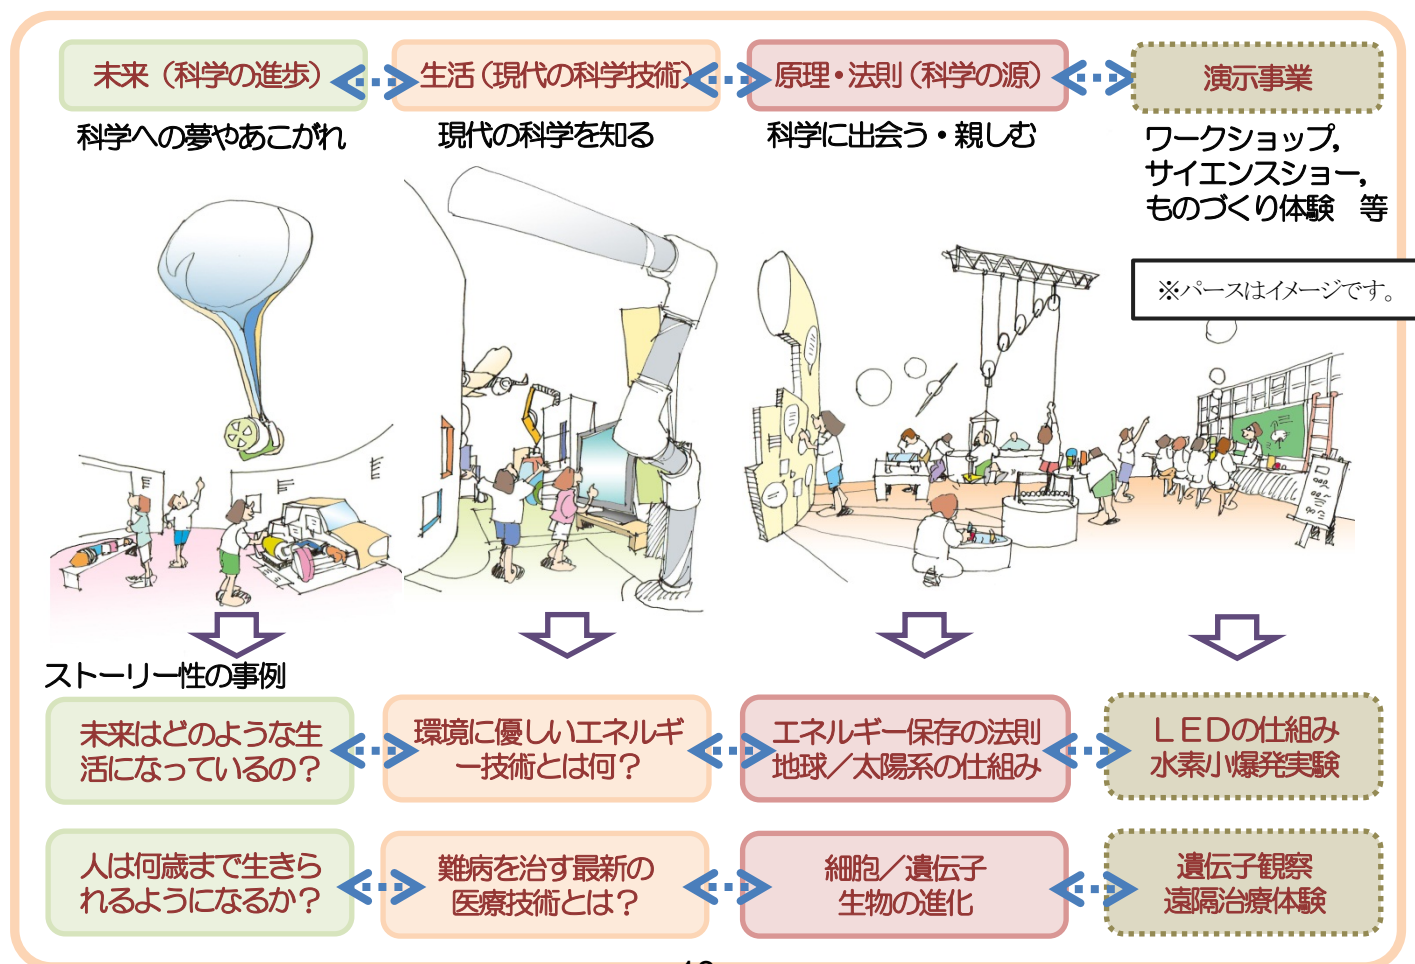 未来（科学の進歩）
生活（現代の科学技術）
原理・法則（科学の源）
演示事業
科学への夢やあこがれ
現代の科学を知る
科学に出会う・親しむ
ワークショップ，
サイエンスショー，
ものづくり体験　等
※パースはイメージです。
ストーリー性の事例
未来はどのような生
活になっているの？
環境に優しいエネルギ
ー技術とは何？
エネルギー保存の法則
地球／太陽系の仕組み
ＬＥＤの仕組み
水素小爆発実験
人は何歳まで生きら
れるようになるか？
難病を治す最新の
医療技術とは？
細胞／遺伝子
生物の進化
遺伝子観察
遠隔治療体験